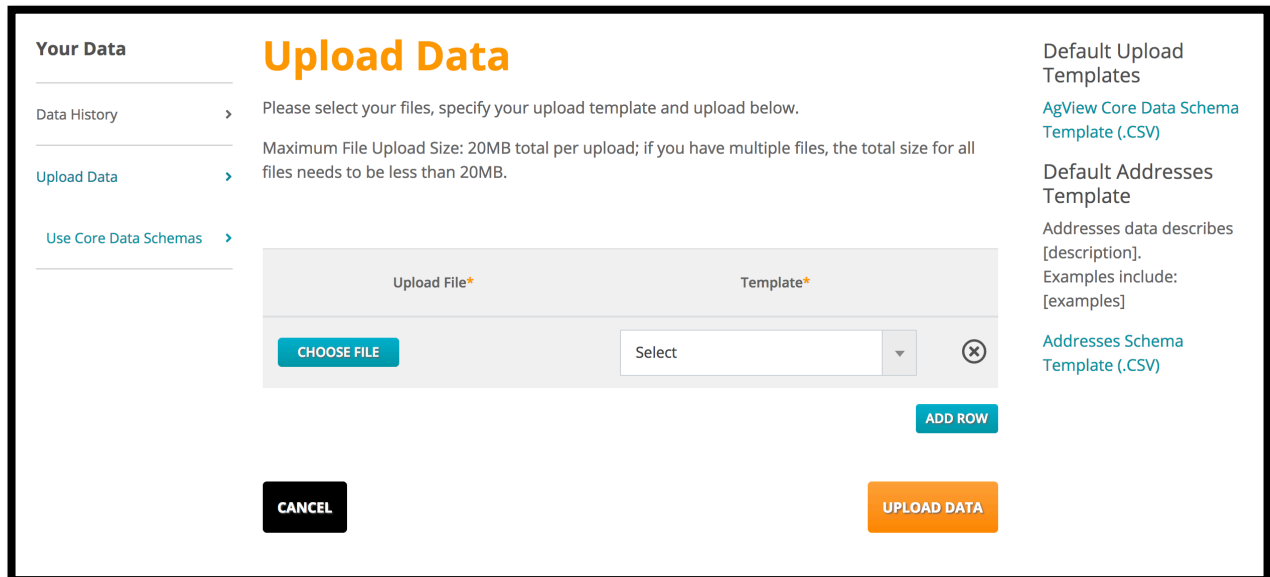 Your Data
Data History
Upload Data
Use Core Data Schemas
Upload Data
Please select your files, specify your upload template and upload below.
Maximum File Upload Size: 20MB total per upload; if you have multiple files, the total size for all
files needs to be less than 20MB.
Upload File*
Template*
CHOOSE FILE
Select
ADD ROW
CANCEL
UPLOAD DATA
Default Upload
Templates
AgView Core Data Schema
Template (.CSV)
Default Addresses
Template
Addresses data describes
[description].
Examples include:
[examples]
Addresses Schema
Template (.CSV)